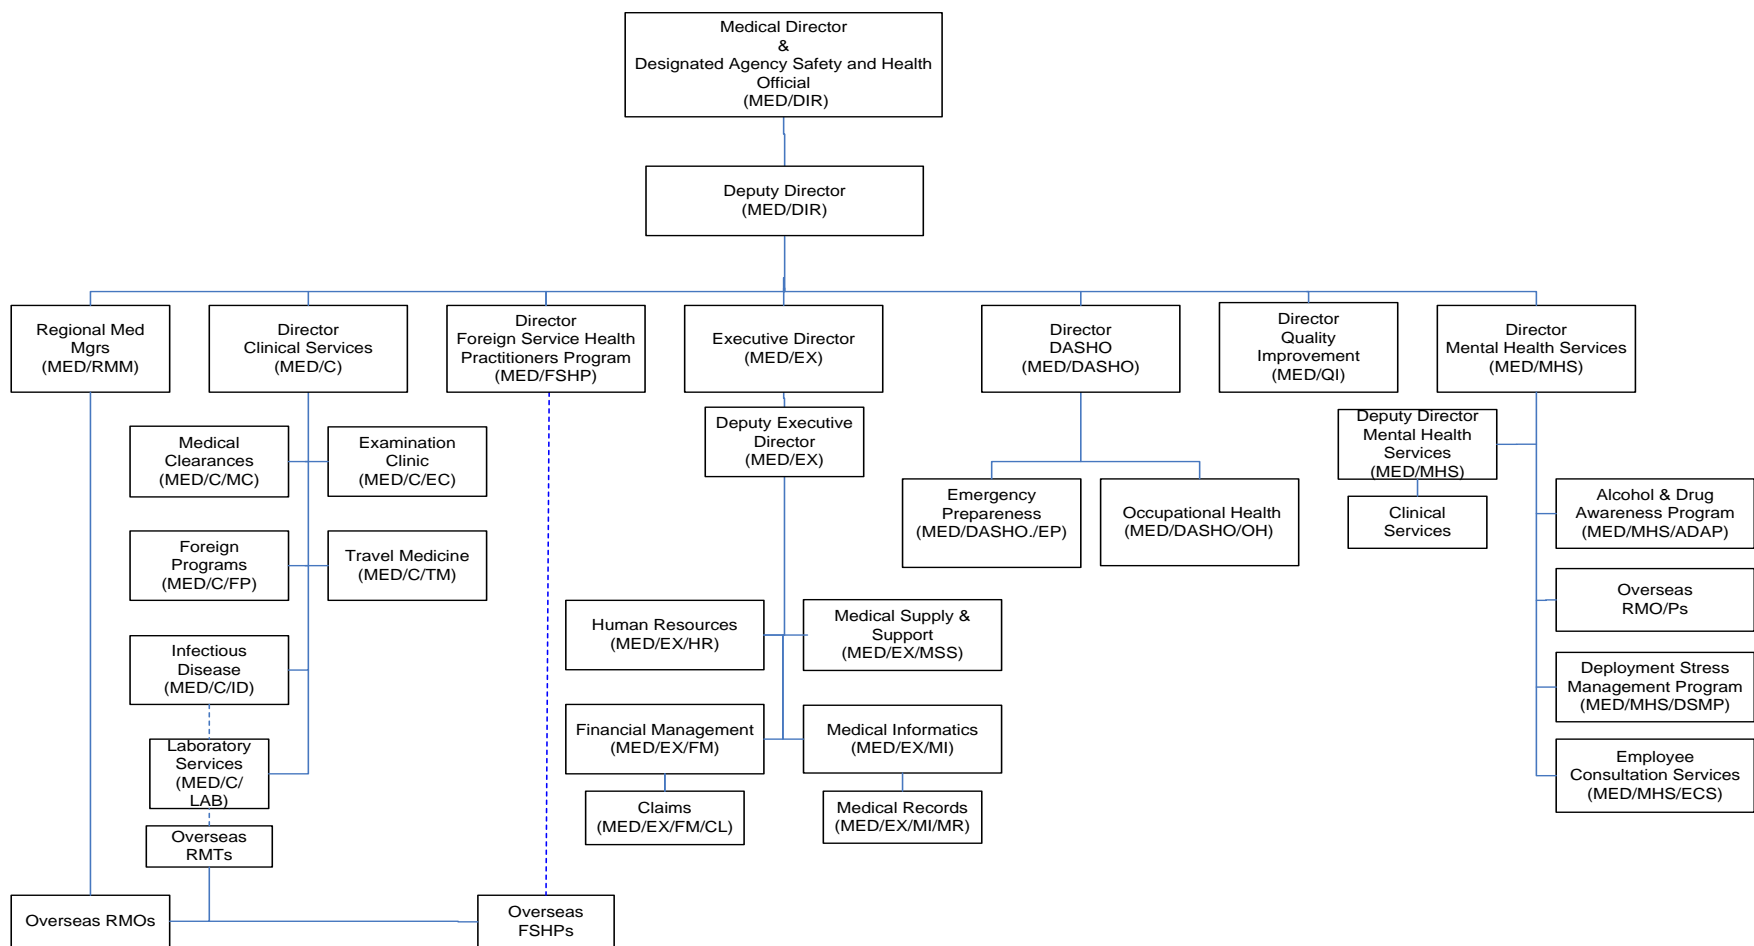 Medical Director
&
Designated Agency Safety and Health
Official
(MED/DIR)
Deputy Director
(MED/DIR)
Regional Med
Mgrs
(MED/RMM)
Director
Clinical Services
(MED/C)
Director
Foreign Service Health
Practitioners Program
(MED/FSHP)
Executive Director
(MED/EX)
Director
DASHO
(MED/DASHO)
Director
Quality
Improvement
(MED/QI)
Director
Mental Health Services
(MED/MHS)
Deputy Executive
Director
(MED/EX)
Deputy Director
Mental Health
Services
(MED/MHS)
Medical
Clearances
(MED/C/MC)
Examination
Clinic
(MED/C/EC)
Emergency
Prepareness
(MED/DASHO./EP)
Occupational Health
(MED/DASHO/OH)
Clinical
Services
Alcohol & Drug
Awareness Program
(MED/MHS/ADAP)
Foreign
Programs
(MED/C/FP)
Travel Medicine
(MED/C/TM)
Overseas
RMO/Ps
Human Resources
(MED/EX/HR)
Medical Supply &
Support
(MED/EX/MSS)
Infectious
Disease
(MED/C/ID)
Deployment Stress
Management Program
(MED/MHS/DSMP)
Financial Management
(MED/EX/FM)
Medical Informatics
(MED/EX/MI)
Laboratory
Services
(MED/C/
LAB)
Employee
Consultation Services
(MED/MHS/ECS)
Claims
(MED/EX/FM/CL)
Medical Records
(MED/EX/MI/MR)
Overseas
RMTs
Overseas RMOs
Overseas
FSHPs